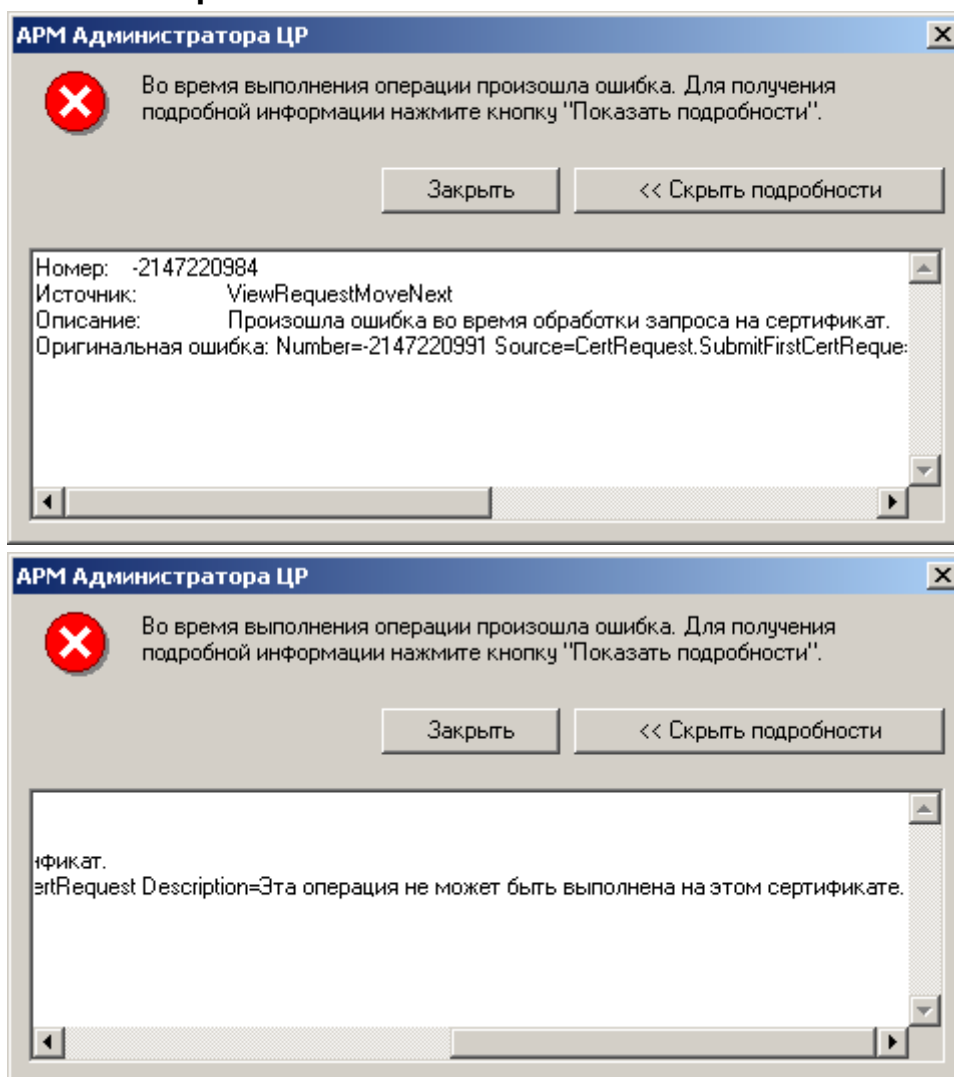 АРМ Администратора ЦР
Во время выполнения операции произошла ошибка. Для получения
подробной информации нажмите кнопку "Показать подробности".
Закрыть
<< Скрыть подробности
Номер: -2147220984
Источник: ViewRequestMoveNext
Описание: Произошла ошибка во время обработки запроса на сертификат.
Оригинальная ошибка: Number=-2147220991 Source=CertRequest.SubmitFirstCertReque
АРМ Администратора ЦР
Во время выполнения операции произошла ошибка. Для получения
подробной информации нажмите кнопку "Показать подробности".
Закрыть
<< Скрыть подробности
ификат.
ertRequest Description=Эта операция не может быть выполнена на этом сертификате.